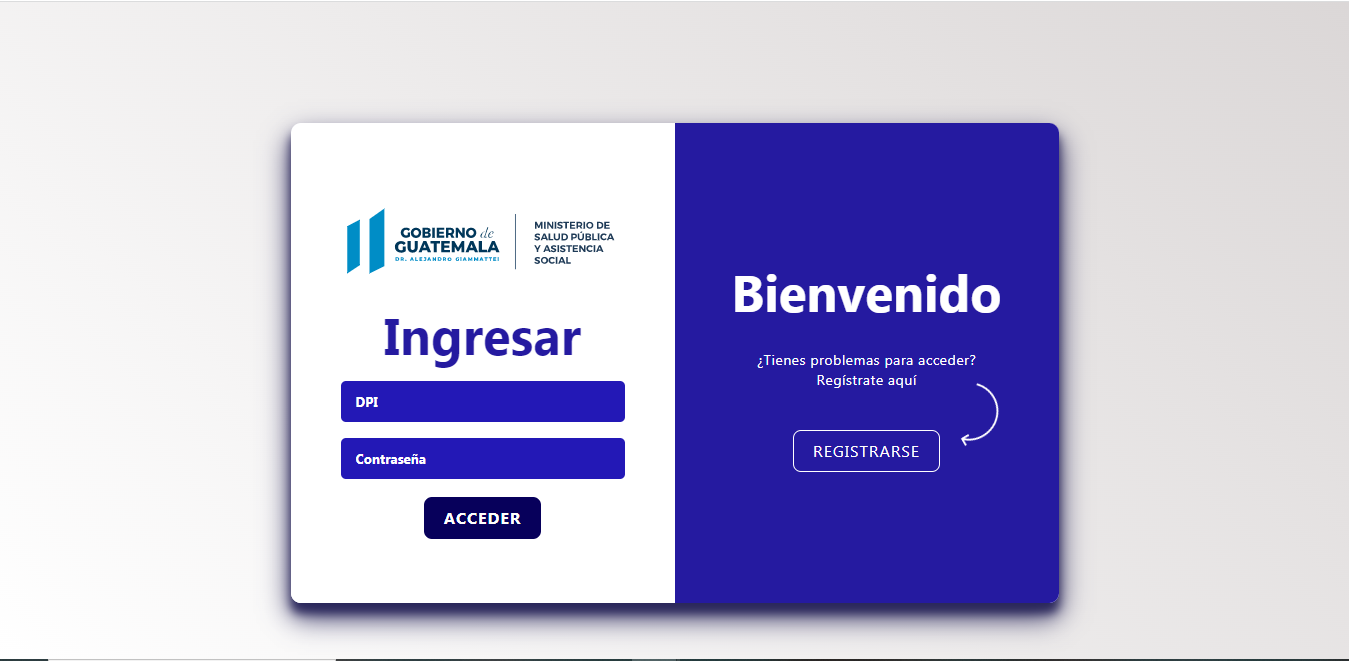 GOBIERNO de
GUATEMALA
DR. ALEJANDRO GIAMMATTEI
MINISTERIO DE
SALUD PÚBLICA
Y ASISTENCIA
SOCIAL
Ingresar
DPI
Contraseña
ACCEDER
Bienvenido
¿Tienes problemas para acceder?
Regístrate aquí
REGISTRARSE